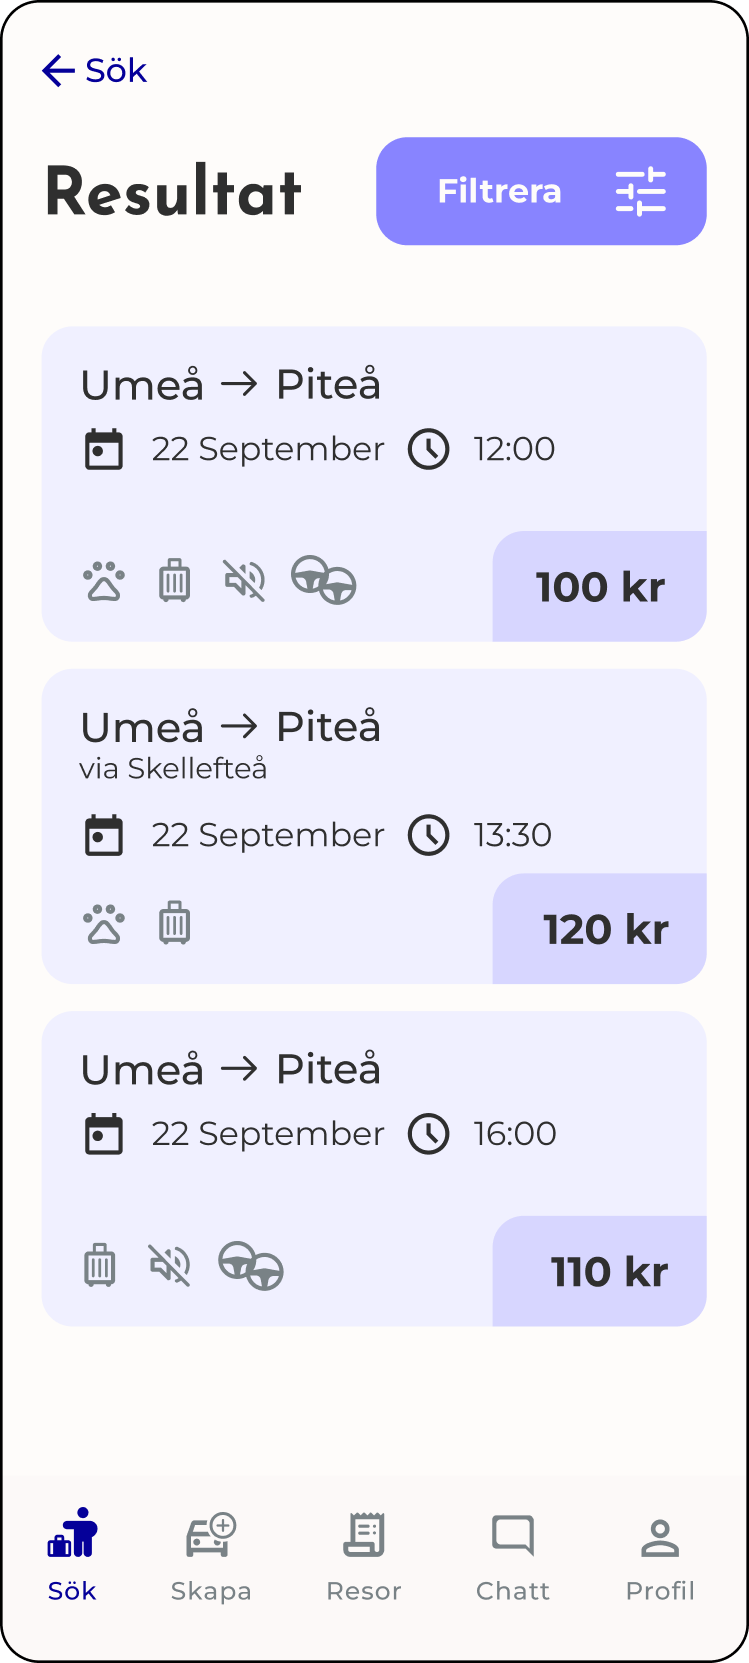 Sök
Resultat
Filtrera
Umeå → Piteå
22 September 12:00
100 kr
Umeå → Piteå
via Skellefteå
22 September 13:30
120 kr
Umeå → Piteå
22 September 16:00
110 kr
Sök Skapa Resor Chatt Profil